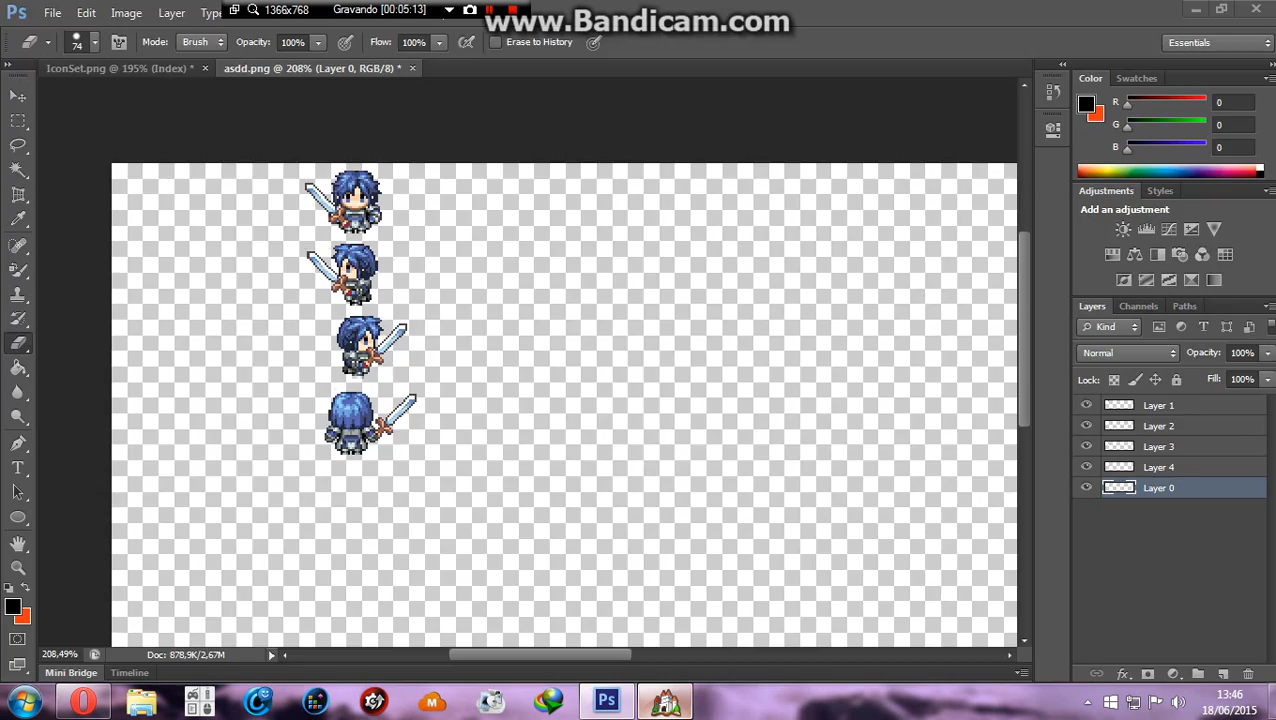 1366x768 Gravando [00:05:13]
www.Bandicam.com
Ps File Edit Image Layer
74 Mode: Brush Opacity: 100% Flow: 100% Erase to History Essentials
IconSet.png @ 195% (Index) * × asdd.png @ 208% (Layer 0, RGB/8) * ×
Color Swatches
R 0
G 0
B 0
Adjustments Styles
Add an adjustment
Layers Channels Paths
Kind
Normal Opacity: 100%
Lock: Fill: 100%
Layer 1
Layer 2
Layer 3
Layer 4
Layer 0
208,49% Doc: 878,9K/2,67M
Mini Bridge Timeline
Ps
13:46
18/06/2015